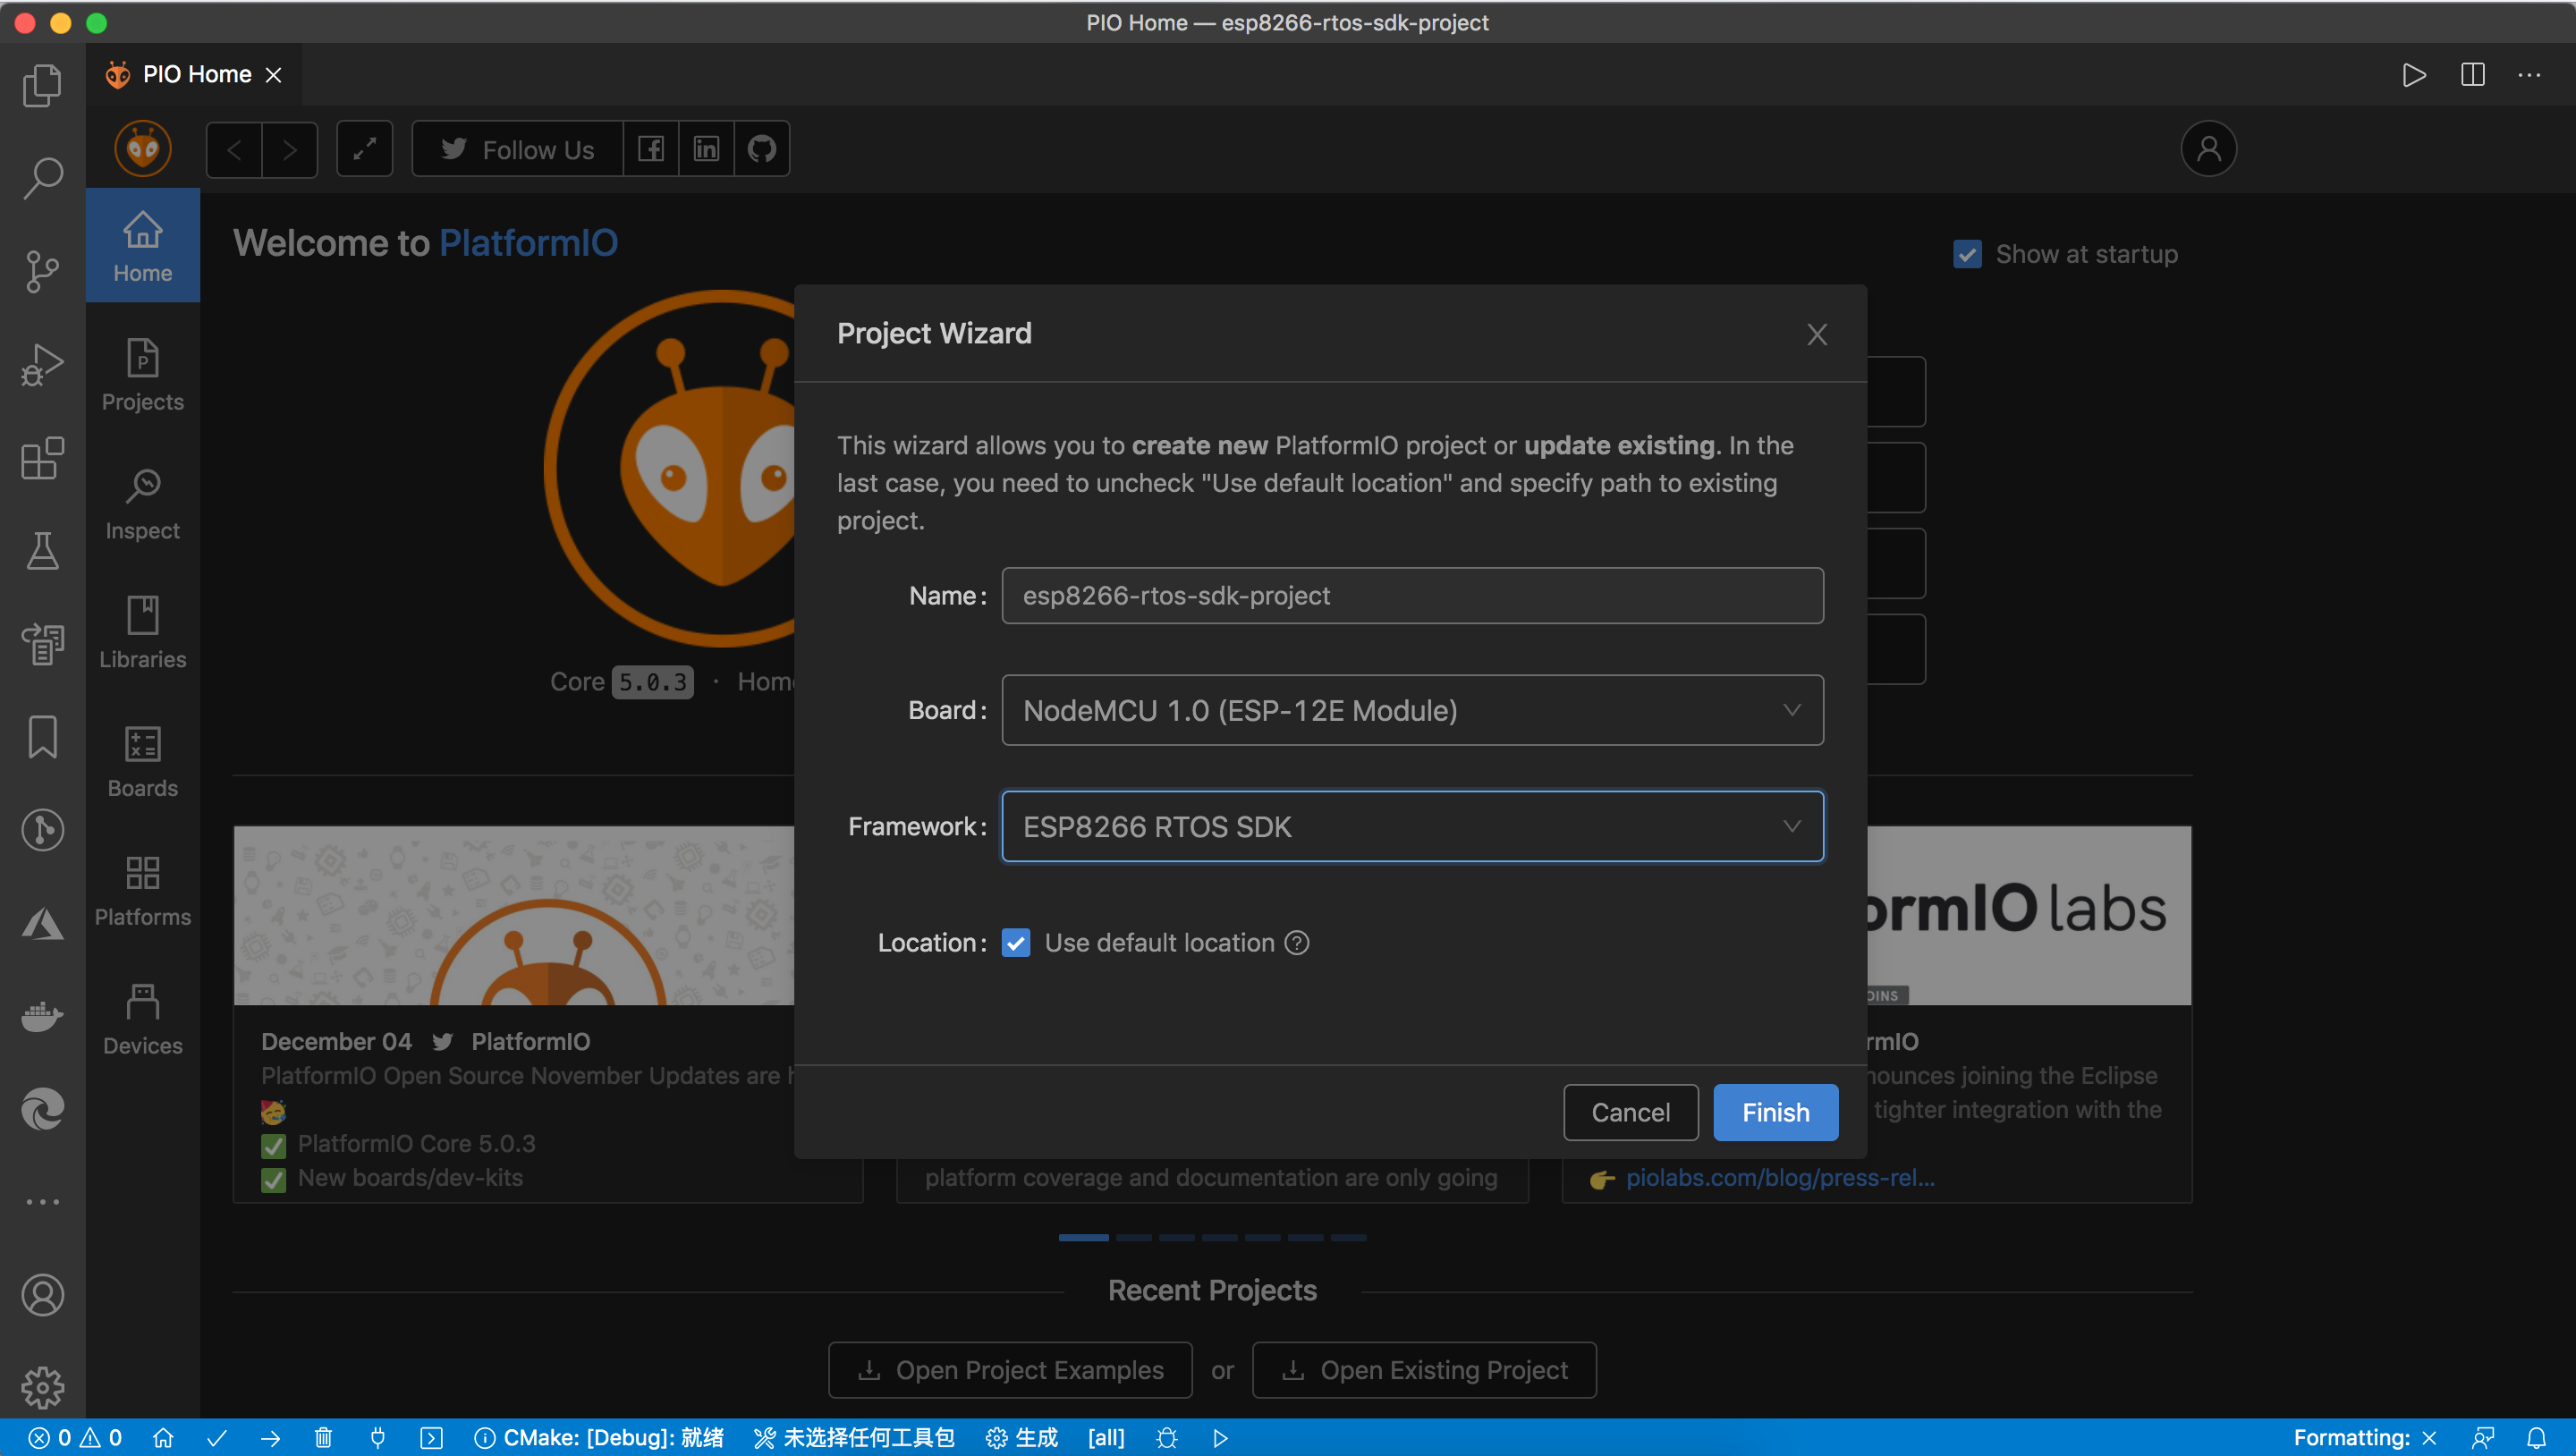 PIO Home — esp8266-rtos-sdk-project
PIO Home
Follow Us
Home
Projects
Inspect
Libraries
Boards
Platforms
Devices
Welcome to PlatformIO
Show at startup
Core 5.0.3 · Home
Project Wizard
This wizard allows you to create new PlatformIO project or update existing. In the
last case, you need to uncheck "Use default location" and specify path to existing
project.
Name: esp8266-rtos-sdk-project
Board: NodeMCU 1.0 (ESP-12E Module)
Framework: ESP8266 RTOS SDK
Location: Use default location
Cancel Finish
December 04 PlatformIO
PlatformIO Open Source November Updates are
PlatformIO Core 5.0.3
New boards/dev-kits
platform coverage and documentation are only going
ormIO labs
OINS
rmIO
nounces joining the Eclipse
tighter integration with the
piolabs.com/blog/press-rel...
Recent Projects
Open Project Examples or Open Existing Project
0 0 CMake: [Debug]: 就绪 未选择任何工具包 生成 [all] Formatting: